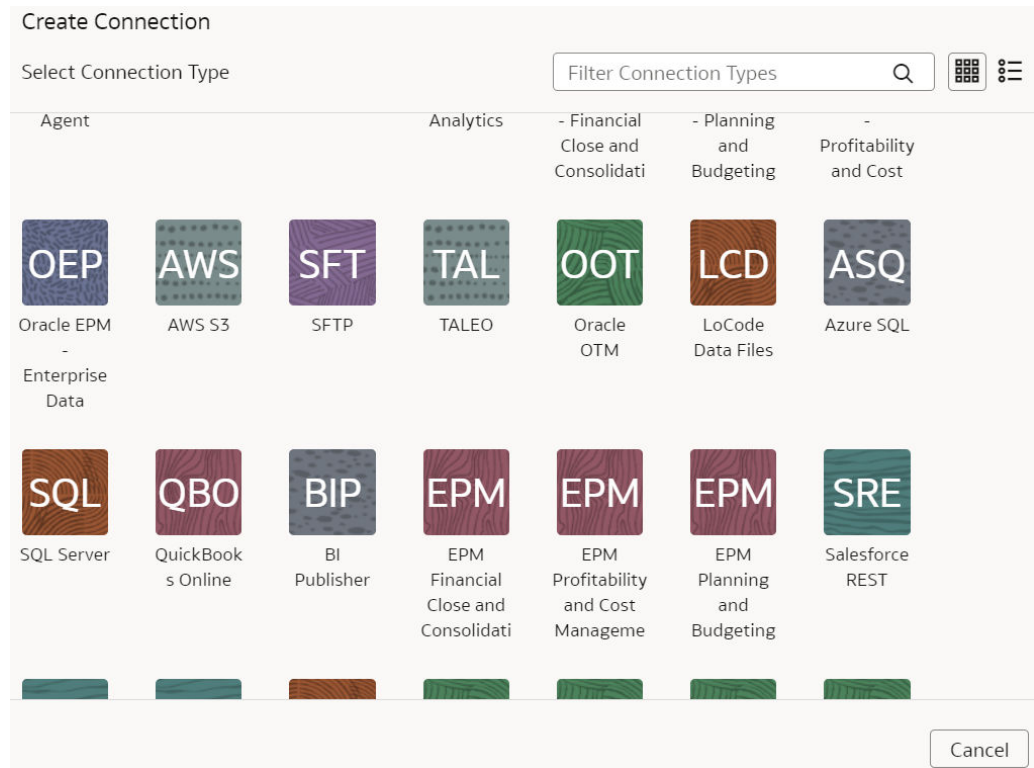 Create Connection
Select Connection Type
Filter Connection Types
Agent
Analytics
- Financial
Close and
Consolidati
- Planning
and
Budgeting
-
Profitability
and Cost
OEP
AWS
SFT
TAL
OOT
LCD
ASQ
Oracle EPM
-
Enterprise
Data
AWS S3
SFTP
TALEO
Oracle
OTM
LoCode
Data Files
Azure SQL
SQL
QBO
BIP
EPM
EPM
EPM
SRE
SQL Server
QuickBook
s Online
BI
Publisher
EPM
Financial
Close and
Consolidati
EPM
Profitability
and Cost
Manageme
EPM
Planning
and
Budgeting
Salesforce
REST
Cancel